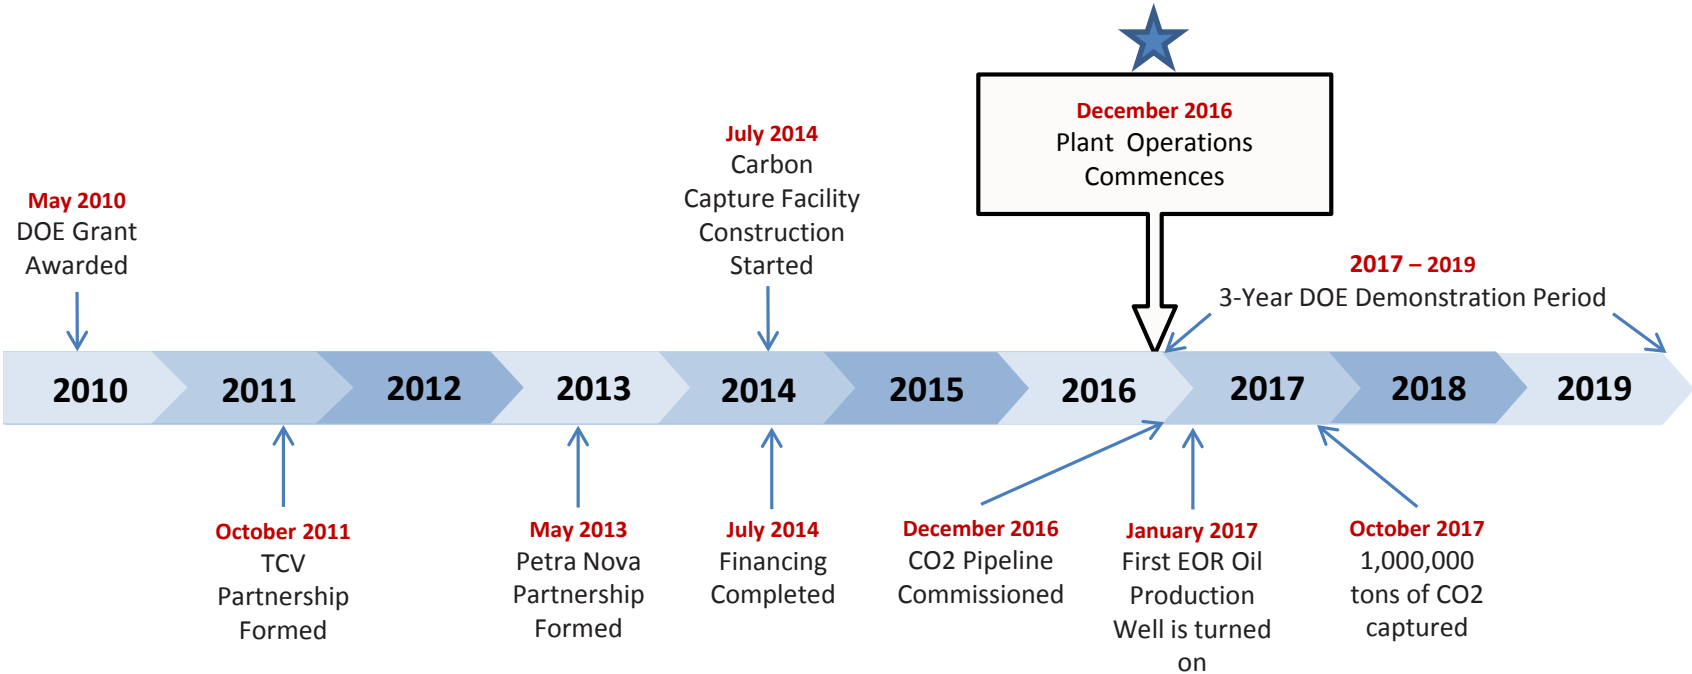 December 2016
Plant Operations
Commences
July 2014
Carbon
Capture Facility
Construction
Started
May 2010
DOE Grant
Awarded
2017 – 2019
3-Year DOE Demonstration Period
2010
2011
2012
2013
2014
2015
2016
2017
2018
2019
October 2011
TCV
Partnership
Formed
May 2013
Petra Nova
Partnership
Formed
July 2014
Financing
Completed
December 2016
CO2 Pipeline
Commissioned
January 2017
First EOR Oil
Production
Well is turned
on
October 2017
1,000,000
tons of CO2
captured